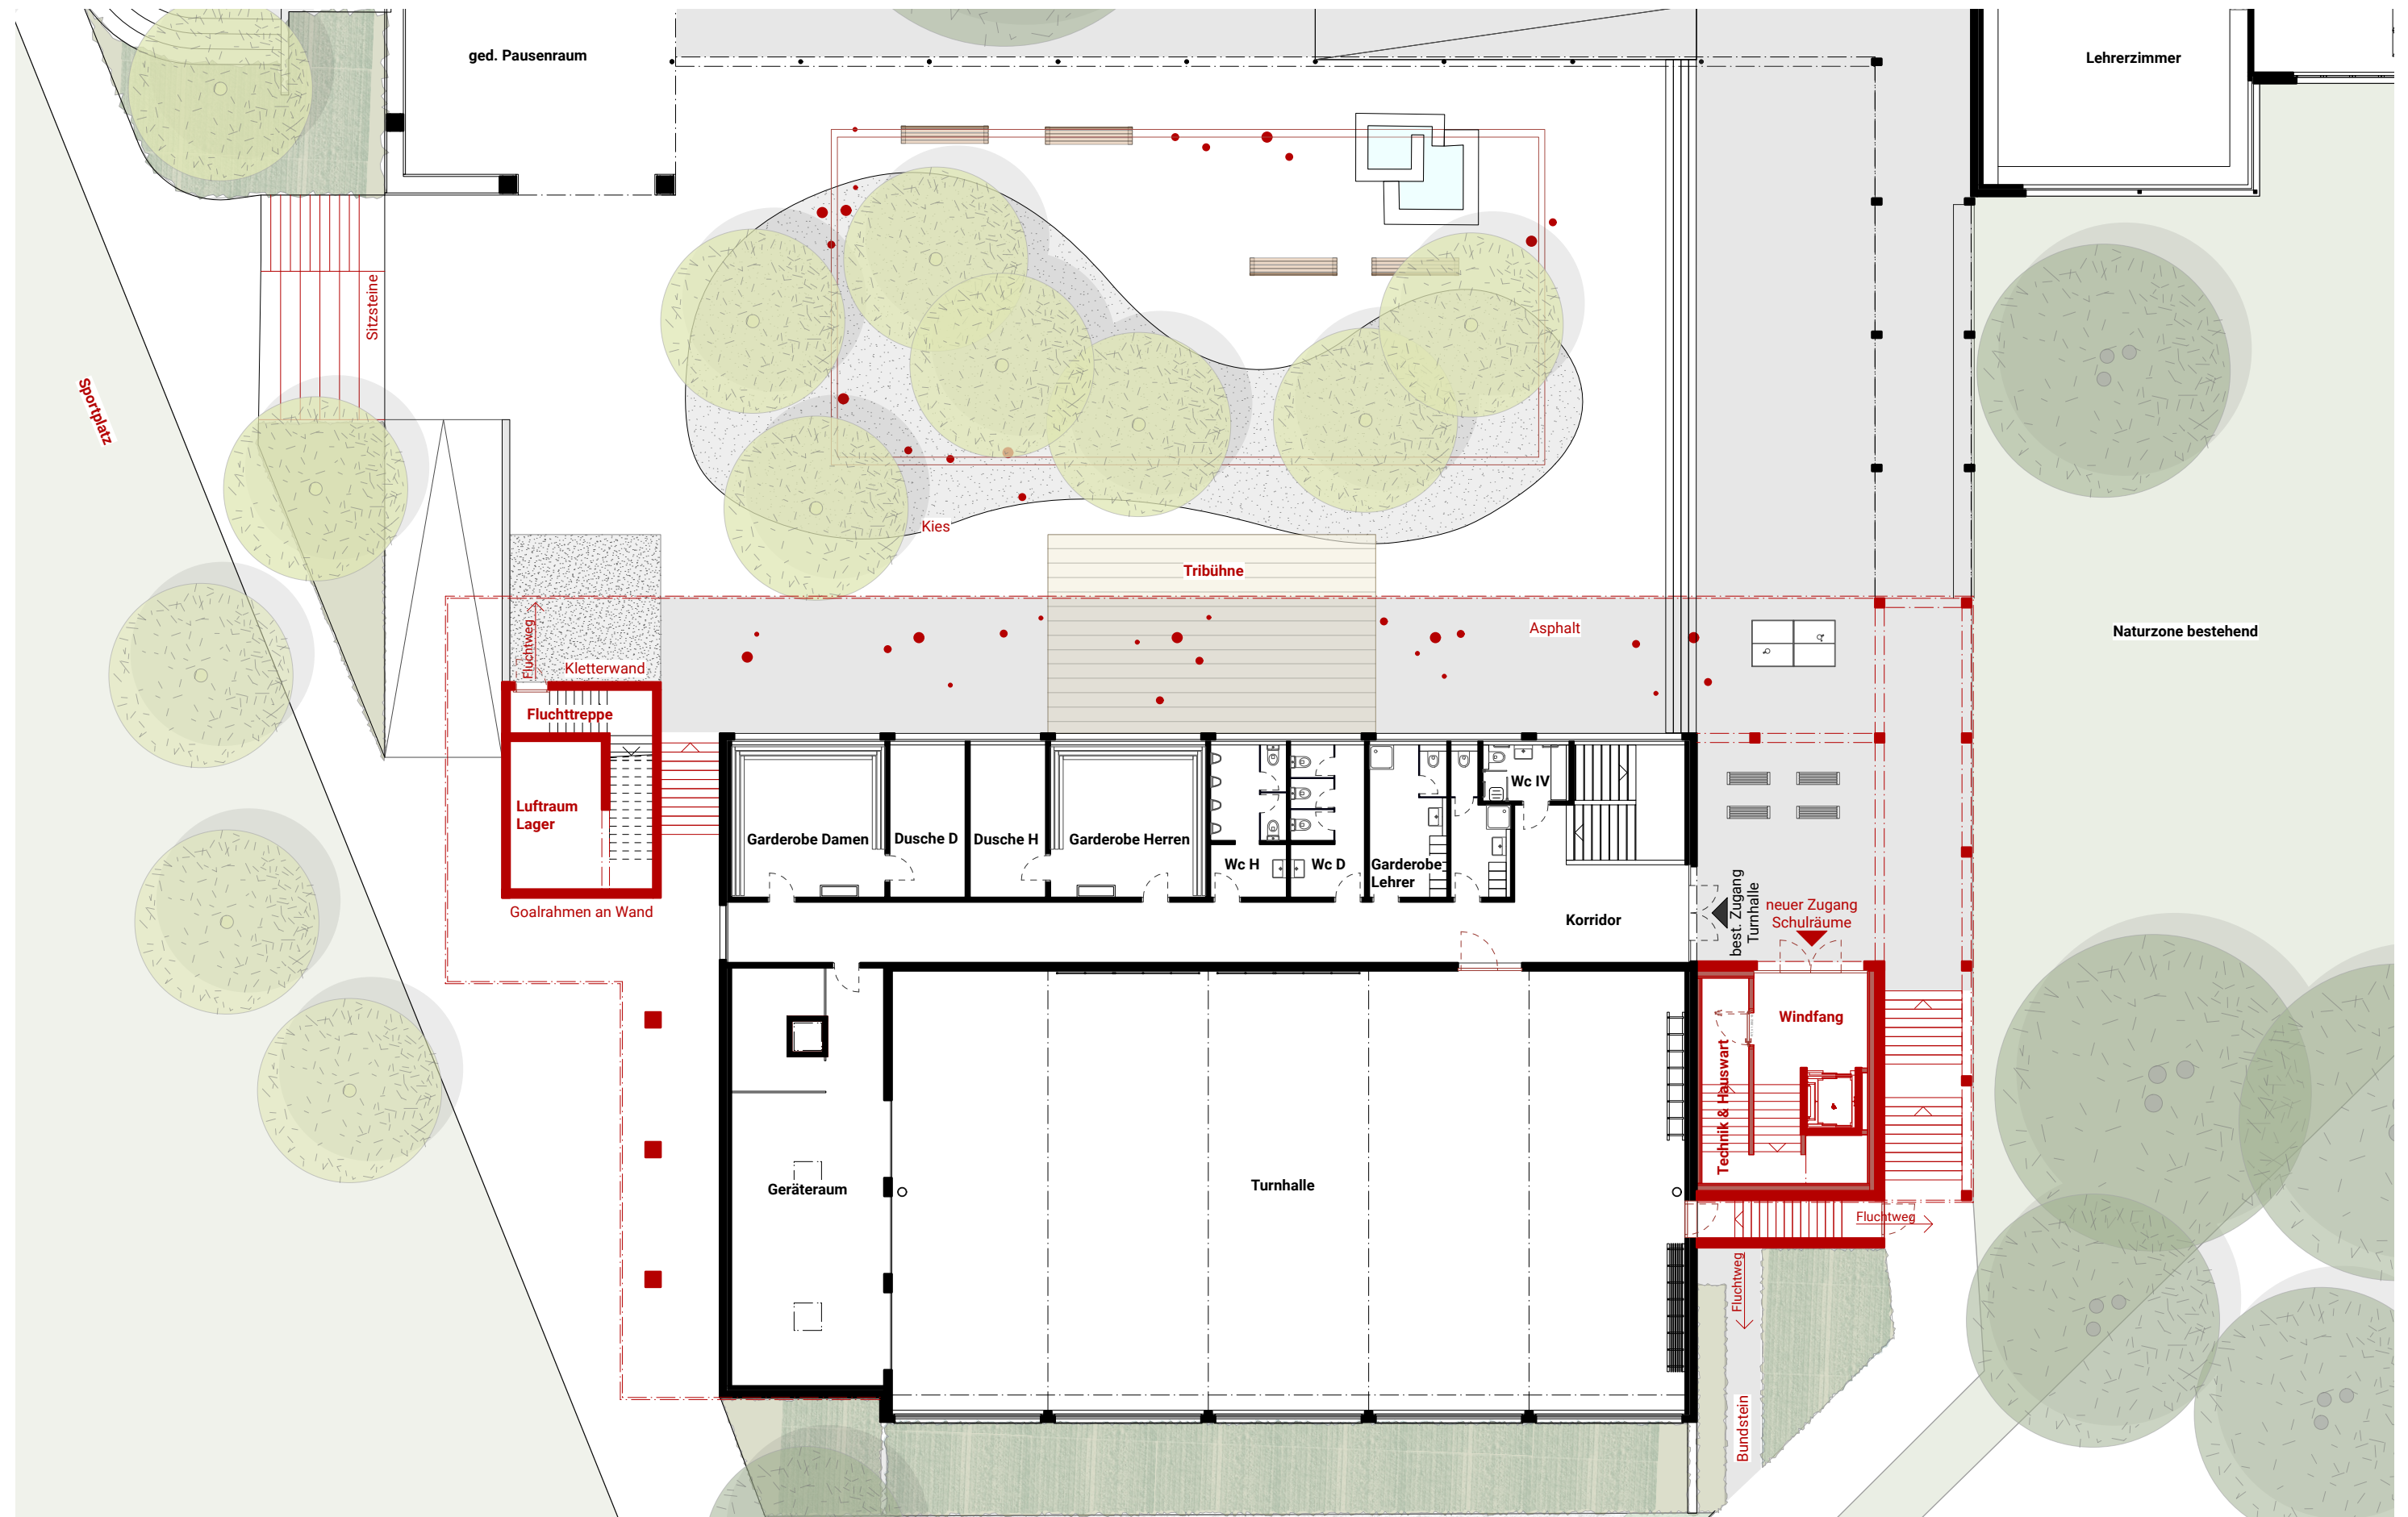 ged. Pausenraum
Lehrerzimmer
Sitzsteine
Sportplatz
Kies
Tribühne
Asphalt
Naturzone bestehend
Fluchtweg
Kletterwand
Fluchttreppe
Luftraum
Lager
Goalrahmen an Wand
Garderobe Damen
Dusche D
Dusche H
Garderobe Herren
Wc H
Wc D
Garderobe
Lehrer
Wc IV
Korridor
best. Zugang
Turnhalle
neuer Zugang
Schulräume
Windfang
Technik & Hauswart
Geräteraum
Turnhalle
Fluchtweg
Fluchtweg
Bundstein